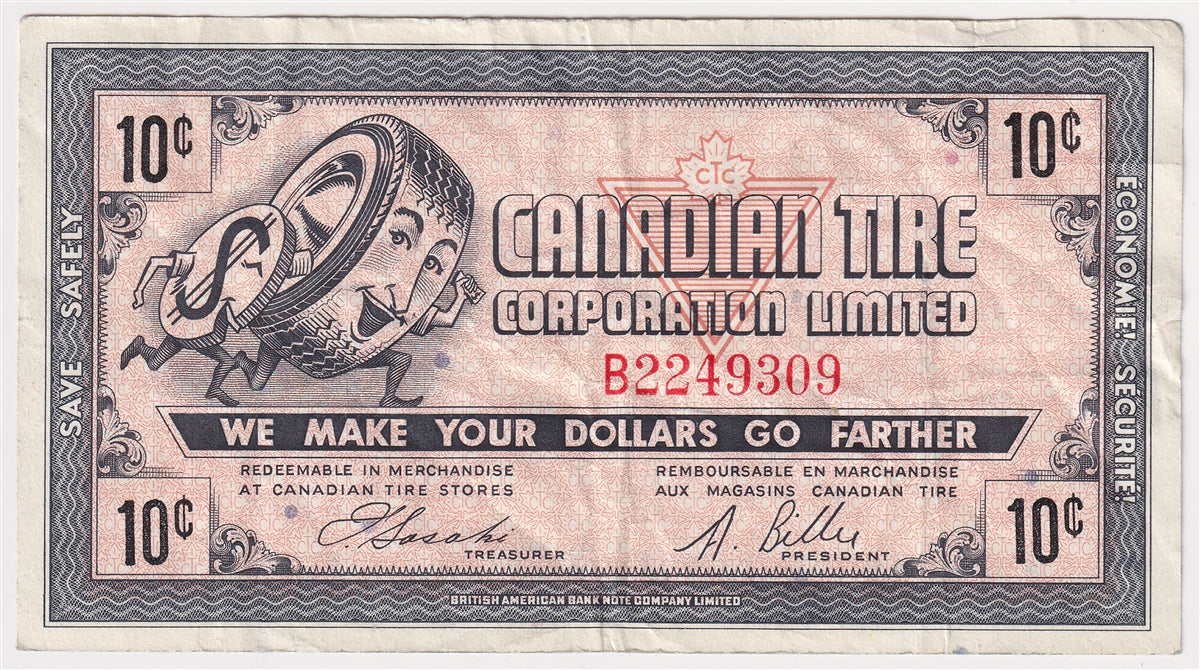 10¢
10¢
CTC
CANADIAN TIRE
CORPORATION LIMITED
B2249309
SAVE SAFELY
ÉCONOMIE! SÉCURITÉ!
WE MAKE YOUR DOLLARS GO FARTHER
REDEEMABLE IN MERCHANDISE
AT CANADIAN TIRE STORES
REMBOURSABLE EN MARCHANDISE
AUX MAGASINS CANADIAN TIRE
10¢
TREASURER
PRESIDENT
10¢
BRITISH AMERICAN BANK NOTE COMPANY LIMITED